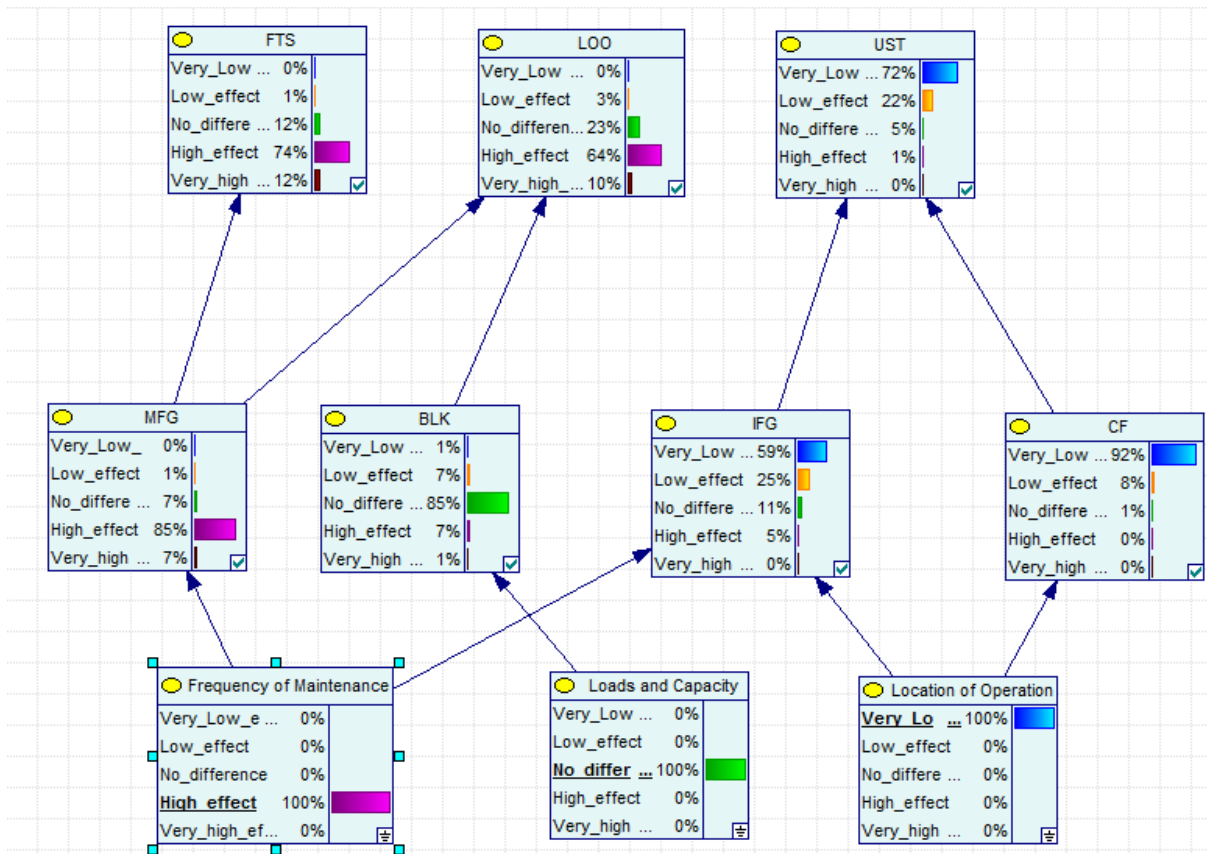 FTS
Very_Low ... 0%
Low_effect 1%
No_differe ... 12%
High_effect 74%
Very_high ... 12%
LOO
Very_Low ... 0%
Low_effect 3%
No_differen... 23%
High_effect 64%
Very_high_... 10%
UST
Very_Low ... 72%
Low_effect 22%
No_differe ... 5%
High_effect 1%
Very_high ... 0%
MFG
Very_Low_ 0%
Low_effect 1%
No_differe ... 7%
High_effect 85%
Very_high ... 7%
BLK
Very_Low ... 1%
Low_effect 7%
No_differe ... 85%
High_effect 7%
Very_high ... 1%
IFG
Very_Low ... 59%
Low_effect 25%
No_differe ... 11%
High_effect 5%
Very_high ... 0%
CF
Very_Low ... 92%
Low_effect 8%
No_differe ... 1%
High_effect 0%
Very_high ... 0%
Frequency of Maintenance
Very_Low_e ... 0%
Low_effect 0%
No_difference 0%
High_effect 100%
Very_high_ef... 0%
Loads and Capacity
Very_Low ... 0%
Low_effect 0%
No_differ ... 100%
High_effect 0%
Very_high ... 0%
Location of Operation
Very_Lo ... 100%
Low_effect 0%
No_differe ... 0%
High_effect 0%
Very_high ... 0%